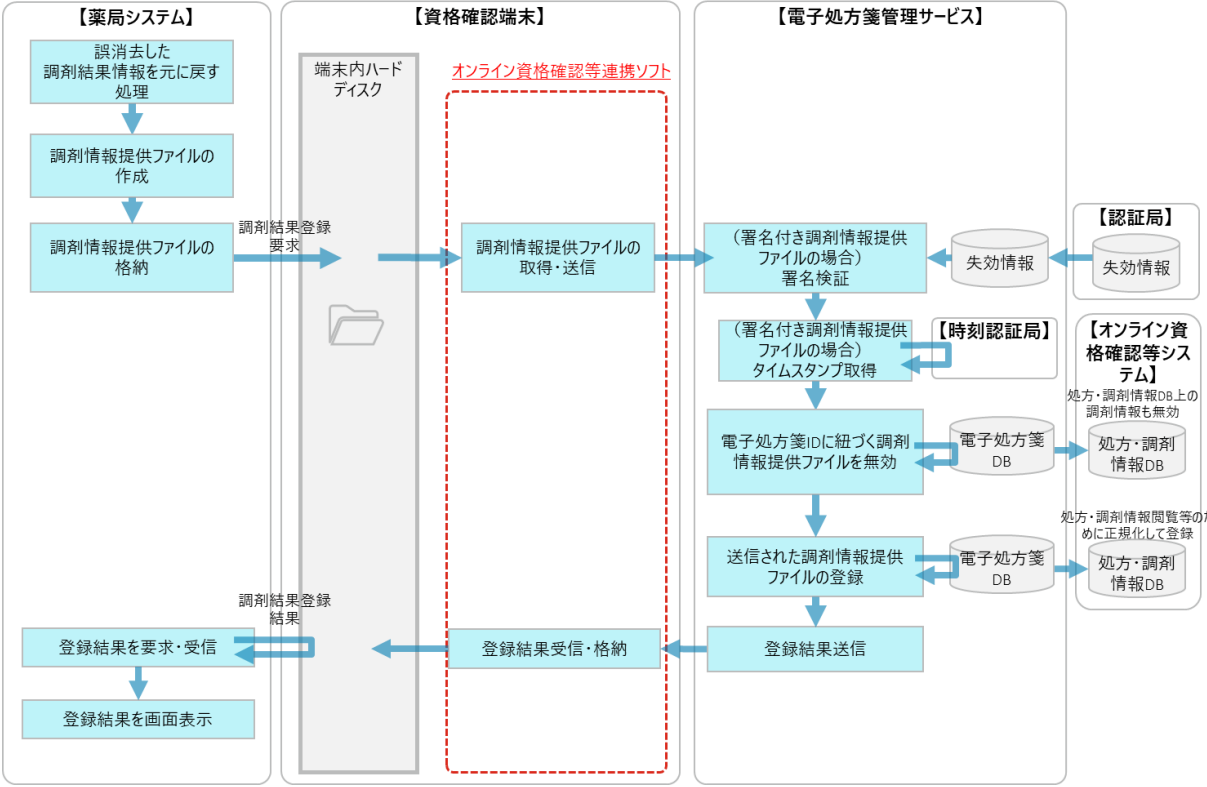 【薬局システム】
誤消去した
調剤結果情報を元に戻す
処理
調剤情報提供ファイルの
作成
調剤情報提供ファイルの
格納
調剤結果登録
要求
【資格確認端末】
端末内ハード
ディスク
オンライン資格確認等連携ソフト
調剤情報提供ファイルの
取得・送信
【電子処方箋管理サービス】
（署名付き調剤情報提供
ファイルの場合）
署名検証
失効情報
【認証局】
失効情報
（署名付き調剤情報提供
ファイルの場合）
タイムスタンプ取得
【時刻認証局】
【オンライン資
格確認等シス
テム】
処方・調剤情報DB上の
調剤情報も無効
電子処方箋IDに紐づく調剤
情報提供ファイルを無効
電子処方箋
DB
処方・調剤
情報DB
処方・調剤情報閲覧等のた
めに正規化して登録
送信された調剤情報提供
ファイルの登録
電子処方箋
DB
処方・調剤
情報DB
登録結果送信
登録結果受信・格納
調剤結果登録
結果
登録結果を要求・受信
登録結果を画面表示